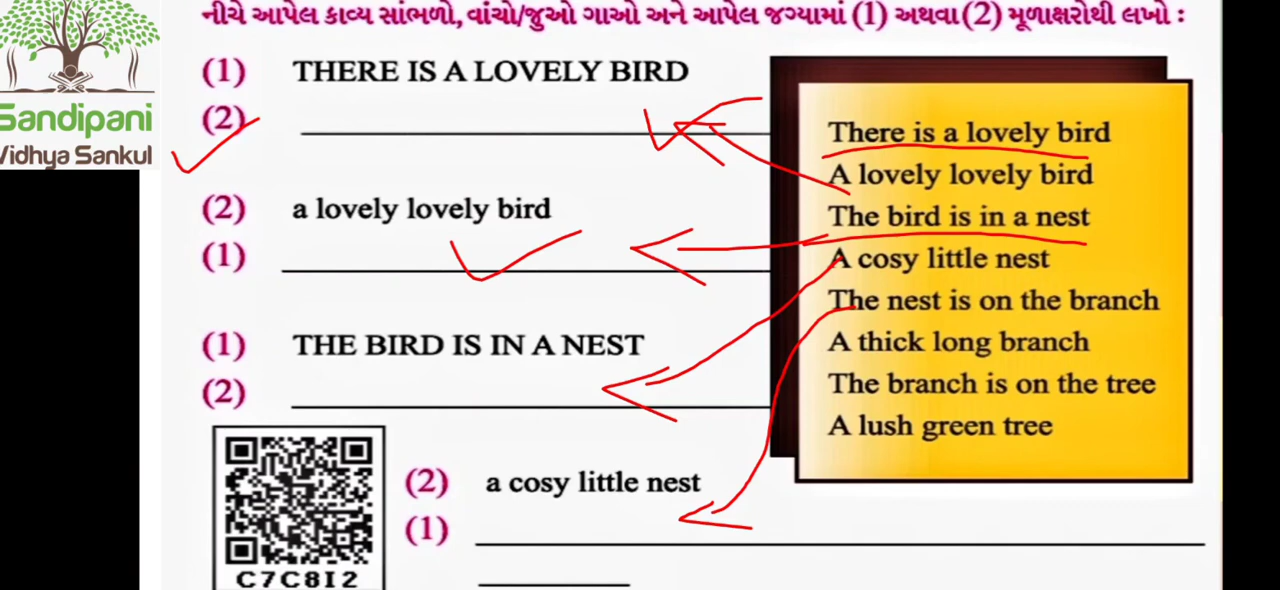 નીચે આપેલ કાવ્ય સાંભળો, વાંચો/જુઓ ગાઓ અને આપેલ જગ્યામાં (1) અથવા (2) મૂળાક્ષરોથી લખો :
Sandipani
Vidhya Sankul
(1) THERE IS A LOVELY BIRD
(2)
(2) a lovely lovely bird
(1)
(1) THE BIRD IS IN A NEST
(2)
(2) a cosy little nest
(1)
C7C8I2
There is a lovely bird
A lovely lovely bird
The bird is in a nest
A cosy little nest
The nest is on the branch
A thick long branch
The branch is on the tree
A lush green tree